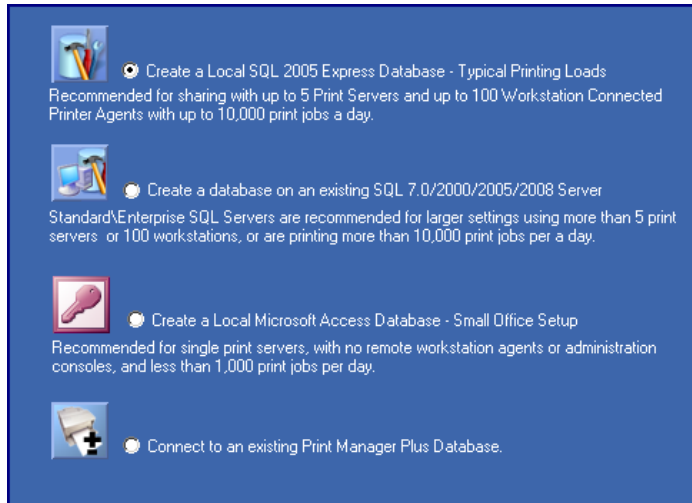 Create a Local SQL 2005 Express Database - Typical Printing Loads
Recommended for sharing with up to 5 Print Servers and up to 100 Workstation Connected
Printer Agents with up to 10,000 print jobs a day.
Create a database on an existing SQL 7.0/2000/2005/2008 Server
Standard\Enterprise SQL Servers are recommended for larger settings using more than 5 print
servers or 100 workstations, or are printing more than 10,000 print jobs per a day.
Create a Local Microsoft Access Database - Small Office Setup
Recommended for single print servers, with no remote workstation agents or administration
consoles, and less than 1,000 print jobs per day.
Connect to an existing Print Manager Plus Database.